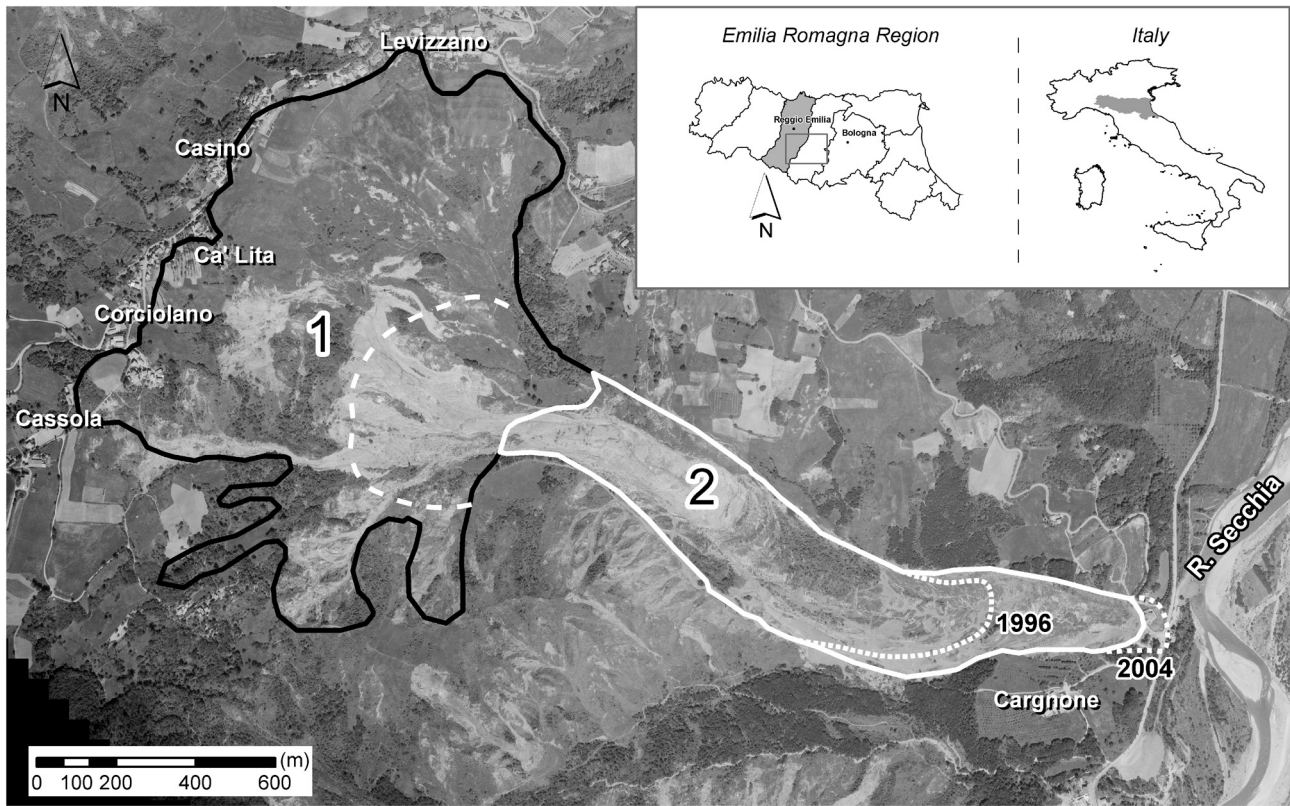 Emilia Romagna Region
Italy
Reggio Emilia
Bologna
N
N
Levizzano
Casino
Ca' Lita
Corciolano
Cassola
1
2
R. Secchia
1996
2004
Cargnone
(m)
0 100 200 400 600